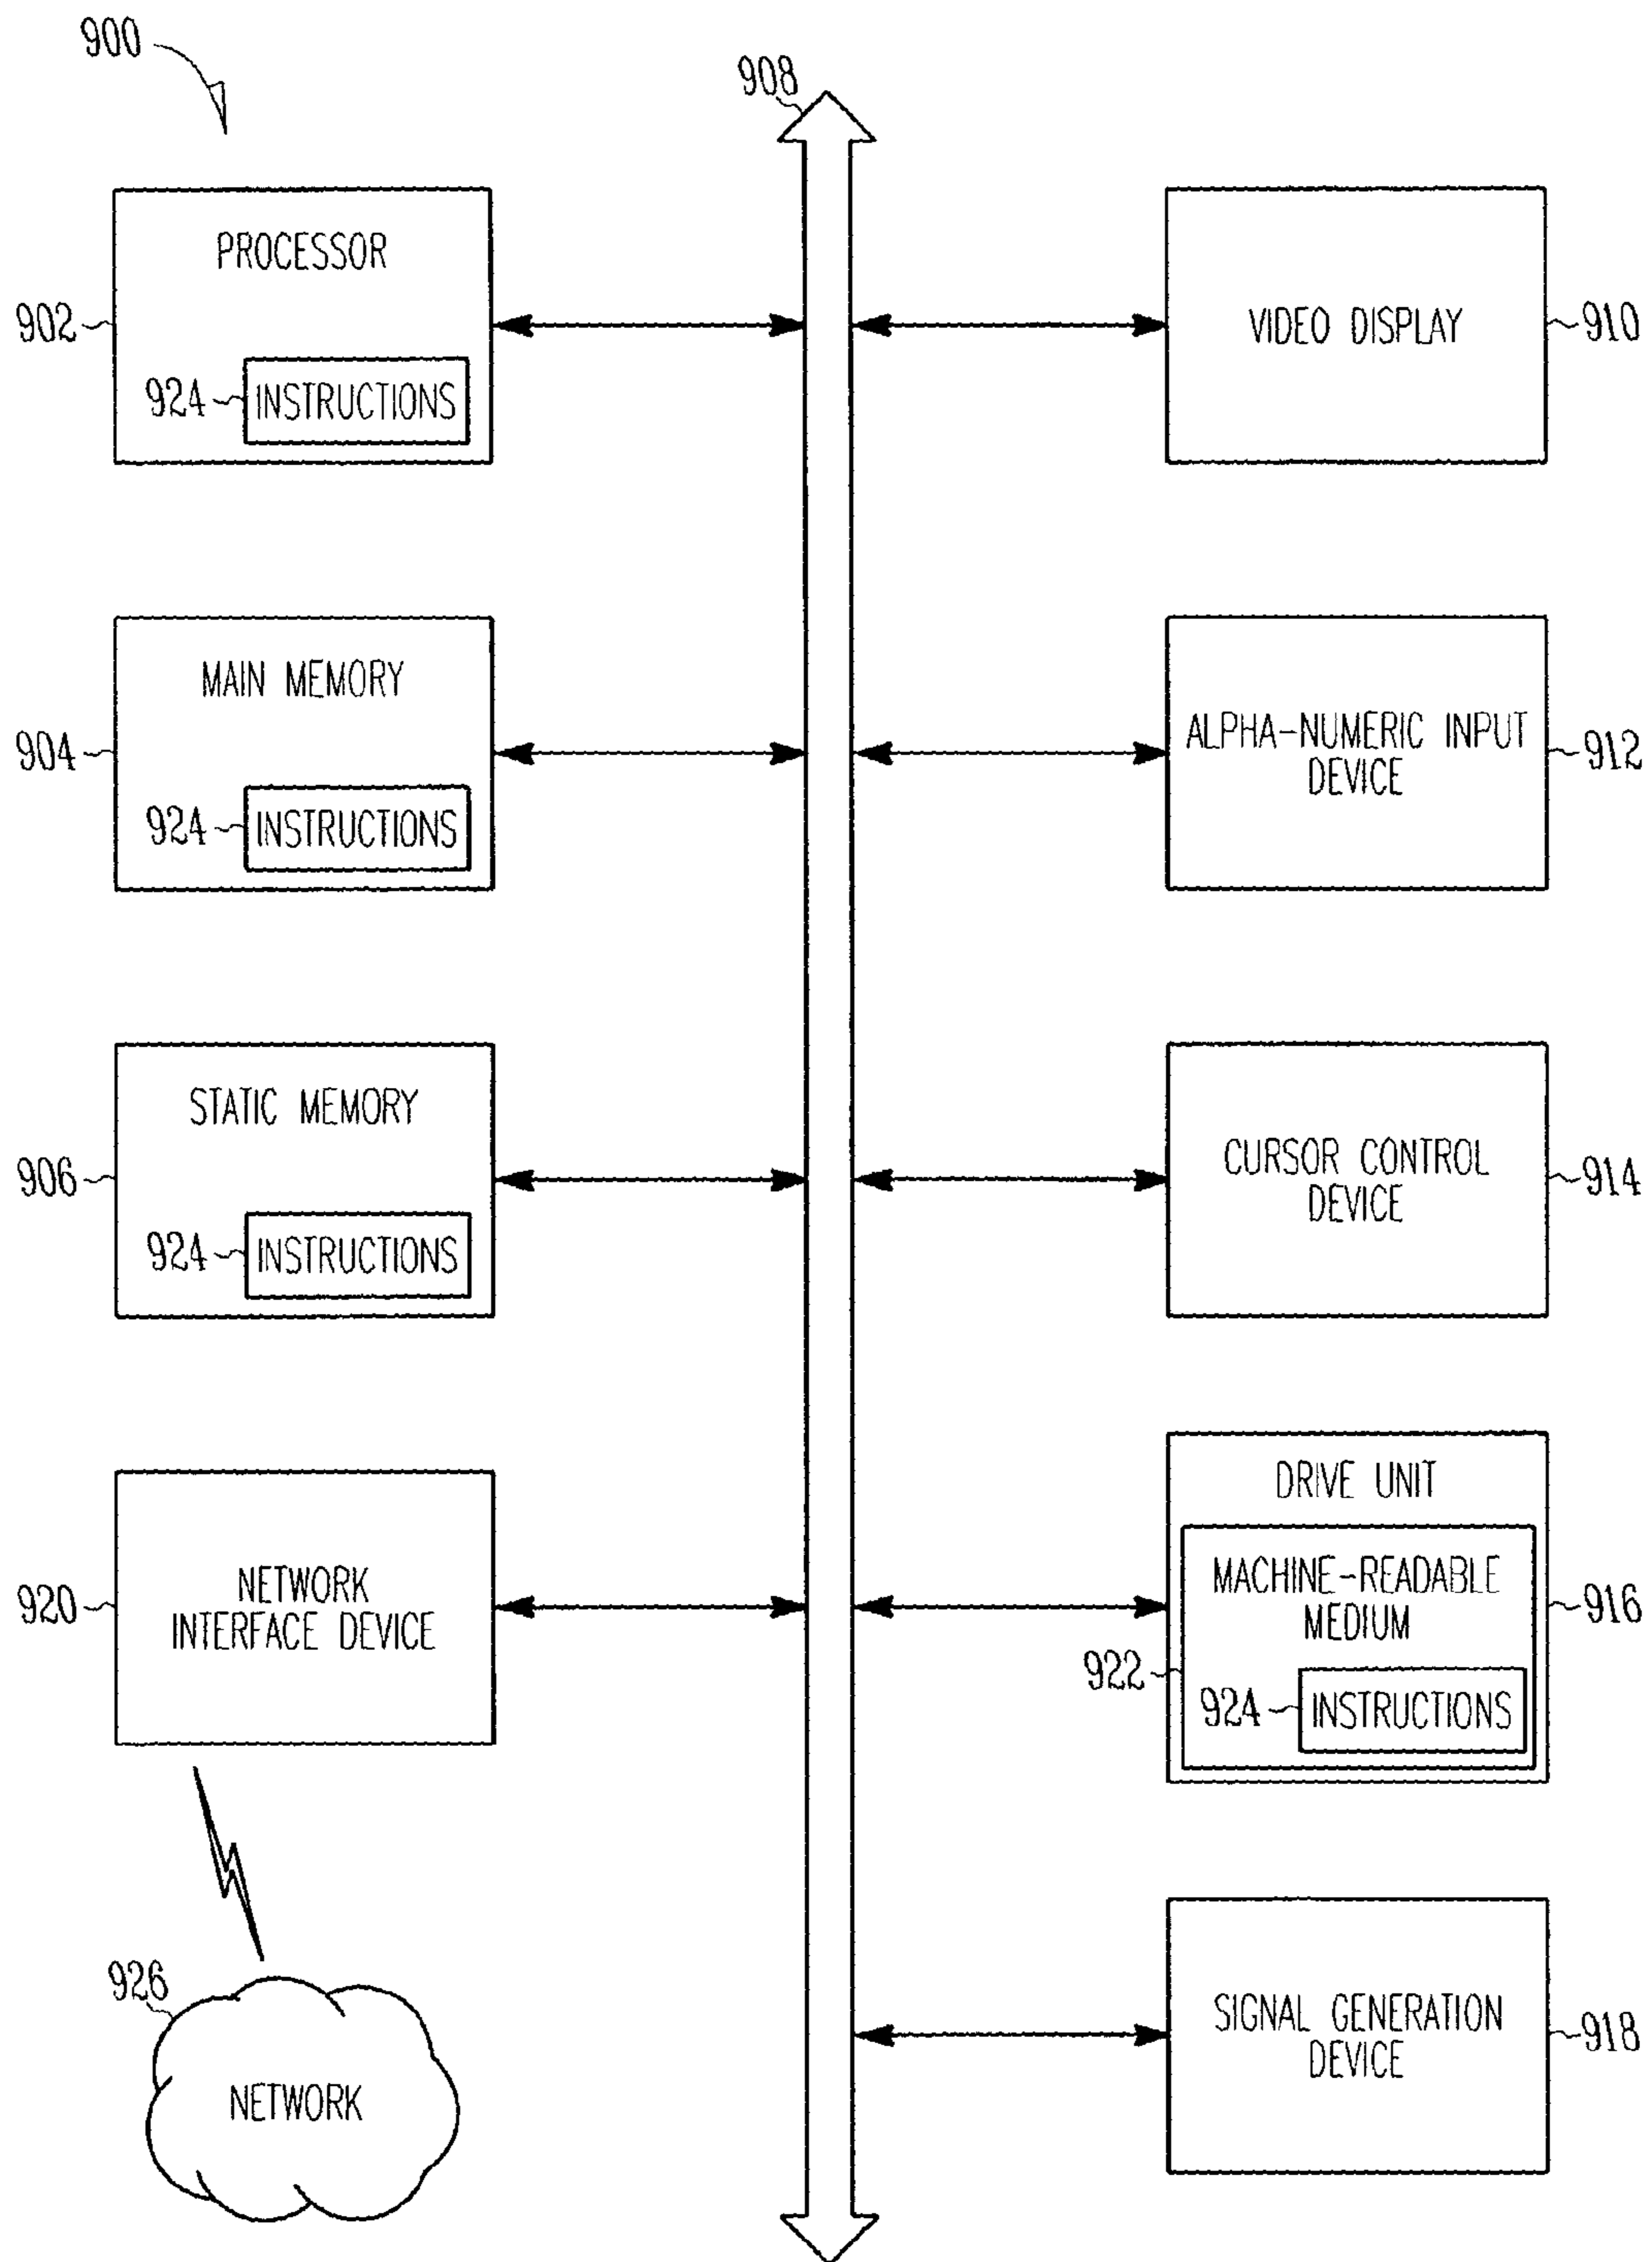 900
908
PROCESSOR
902
924
INSTRUCTIONS
VIDEO DISPLAY
910
MAIN MEMORY
904
924
INSTRUCTIONS
ALPHA-NUMERIC INPUT
DEVICE
912
STATIC MEMORY
906
924
INSTRUCTIONS
CURSOR CONTROL
DEVICE
914
NETWORK
INTERFACE DEVICE
920
DRIVE UNIT
MACHINE-READABLE
MEDIUM
916
922
924
INSTRUCTIONS
926
NETWORK
SIGNAL GENERATION
DEVICE
918